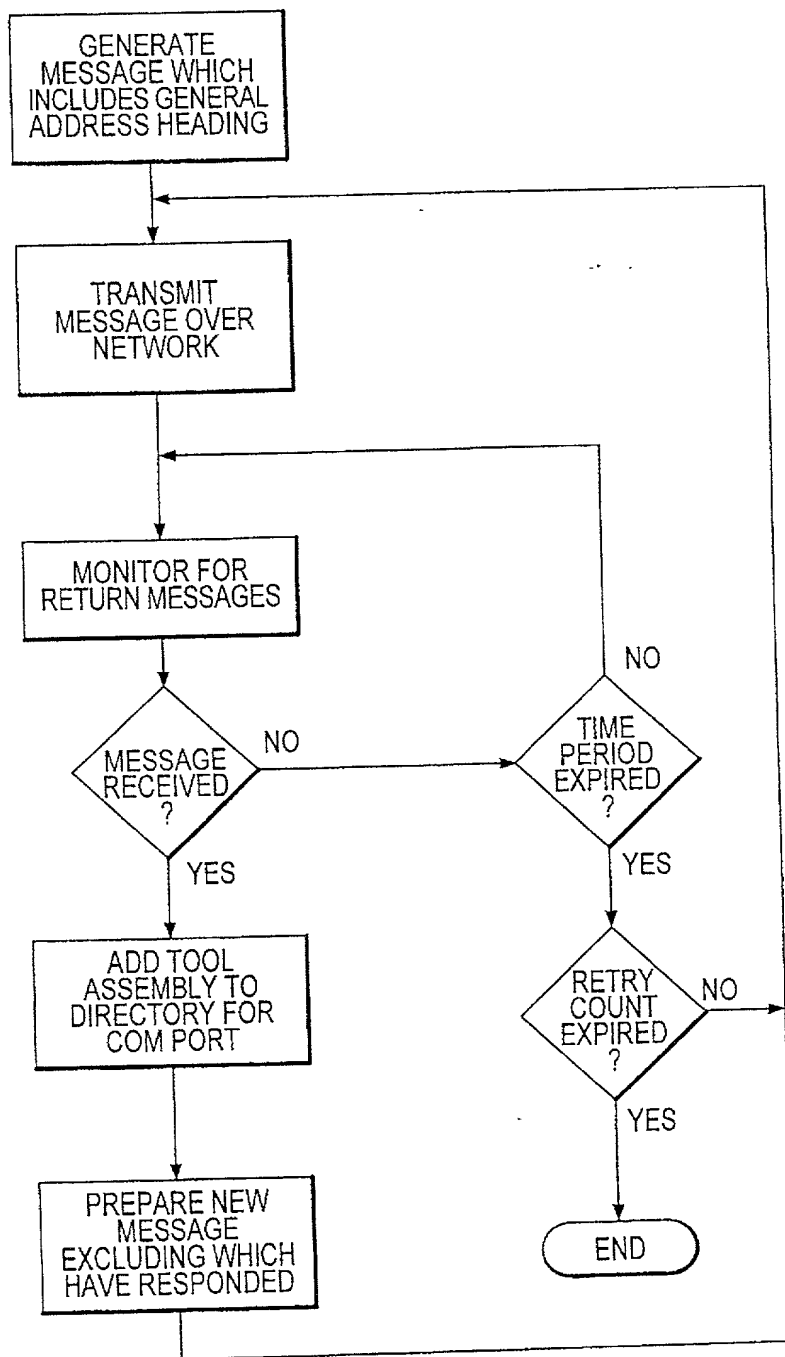 GENERATE
MESSAGE WHICH
INCLUDES GENERAL
ADDRESS HEADING
TRANSMIT
MESSAGE OVER
NETWORK
MONITOR FOR
RETURN MESSAGES
MESSAGE
RECEIVED
?
NO
YES
TIME
PERIOD
EXPIRED
?
NO
YES
ADD TOOL
ASSEMBLY TO
DIRECTORY FOR
COM PORT
RETRY
COUNT
EXPIRED
?
NO
YES
PREPARE NEW
MESSAGE
EXCLUDING WHICH
HAVE RESPONDED
END